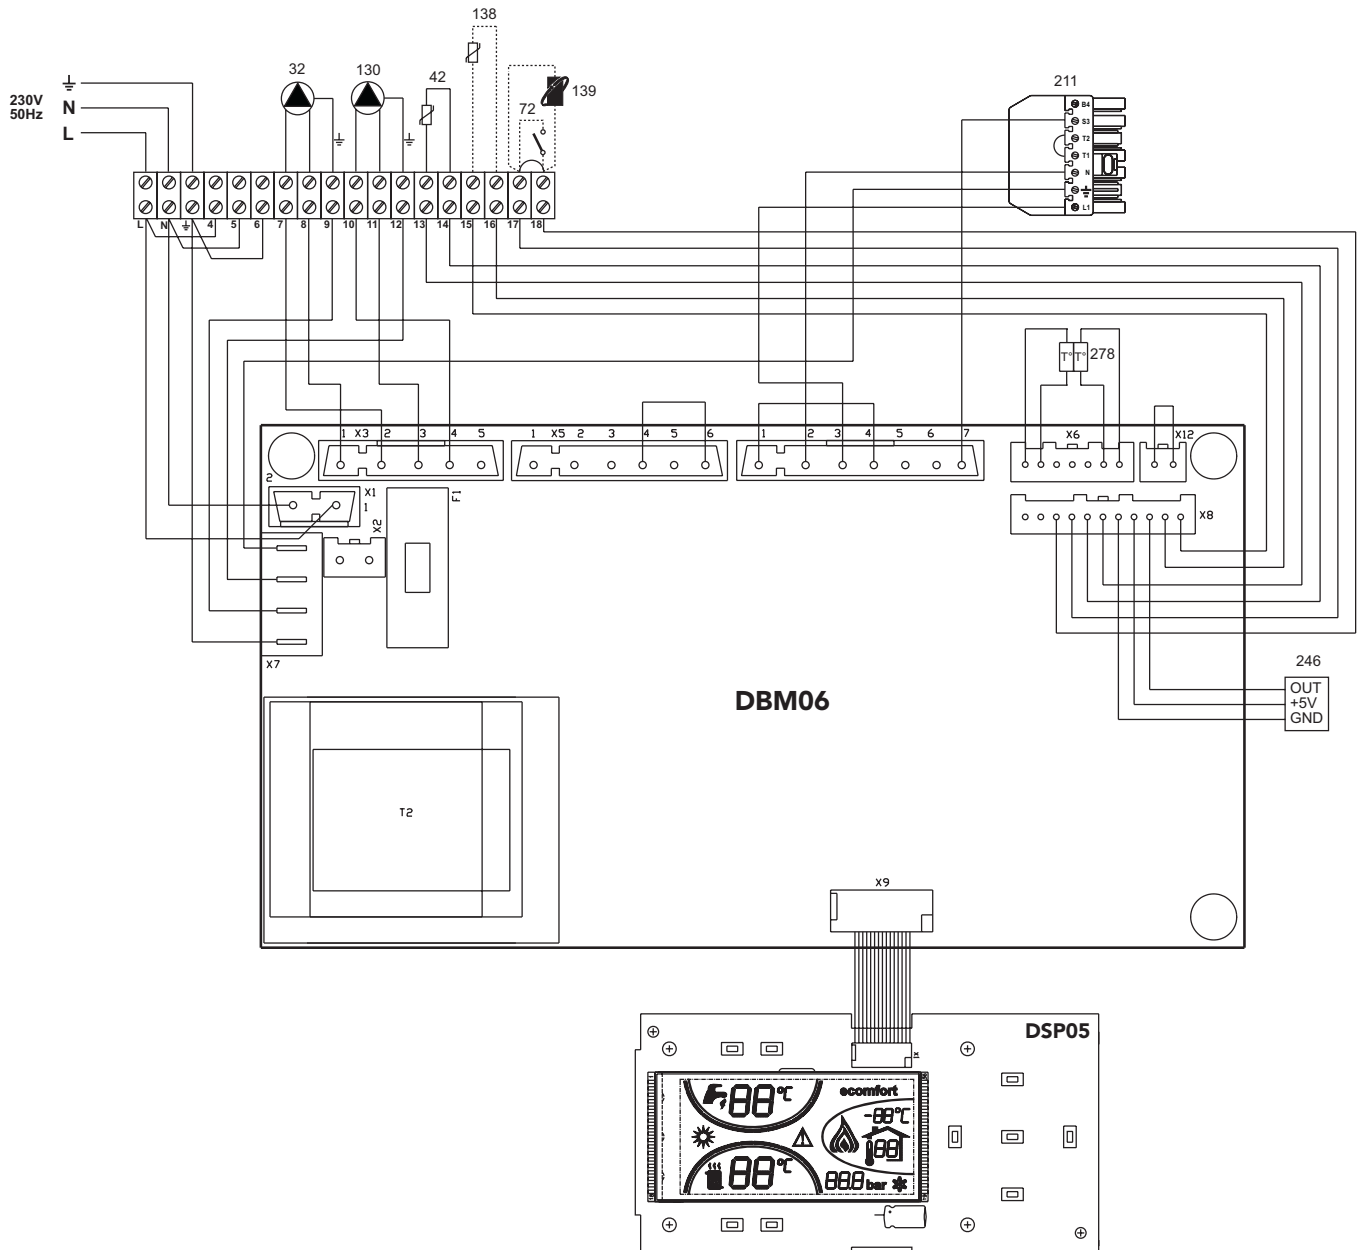 138
32
130
42
139
72
211
230V
50Hz
N
L
B4
S3
T2
T1
N
L1
L N 4 5 6 7 8 9 10 11 12 13 14 15 16 17 18
T° T° 278
1 X3 2 3 4 5
1 X5 2 3 4 5 6
1 2 3 4 5 6 7
X6
X12
2
X1
1
F1
X2
X8
X7
246
OUT
+5V
GND
DBM06
T2
X9
DSP05
88°C
ecomfort
-88°C
88
88°C
88.8 bar